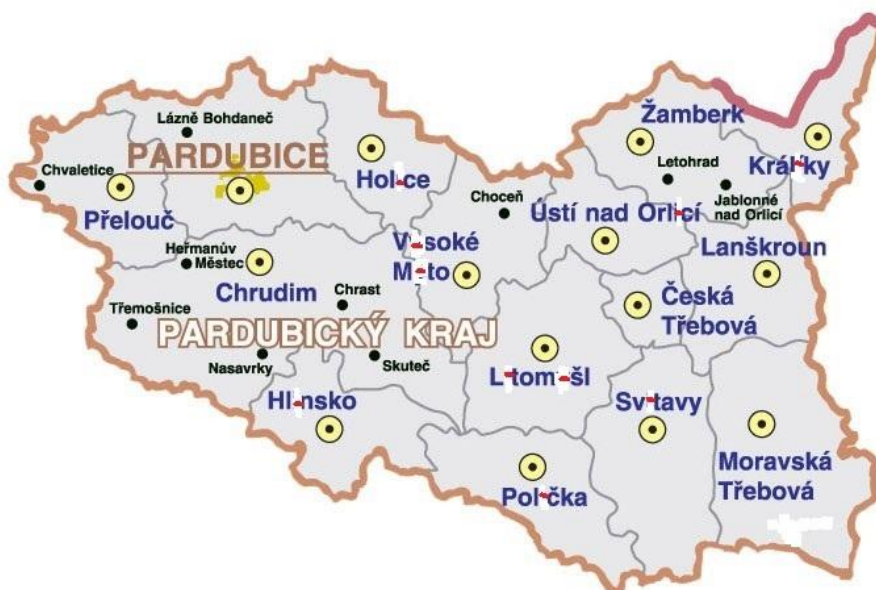 Žamberk
Lázně Bohdaneč
PARDUBICE
Chvaletice
Letohrad
Přelouč
Choceň
Jablonné
nad Orlicí
Ústí nad Orlicí
Heřmanův
Městec
Lanškroun
Chrudim
Chrast
Česká
Třebová
Třemošnice
PARDUBICKÝ KRAJ
Nasavrky
Skuteč
Moravská
Třebová